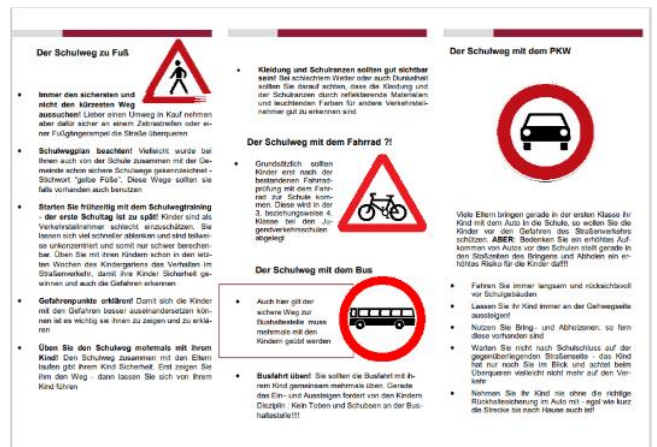 Der Schulweg zu Fuß
Immer den sichersten und
nicht den kürzesten Weg
aussuchen! Lieber einen Umweg in Kauf nehmen
aber dafür sicher an einem Zebrastreifen oder ei-
ner Fußgängerampel die Straße überqueren
Schulwegplan beachten! Vielleicht wurde bei
Ihnen auch von der Schule zusammen mit der Ge-
meinde schon sichere Schulwege gekennzeichnet -
Stichwort "gelbe Füße". Diese Wege sollten sie
falls vorhanden auch benutzen
Starten Sie frühzeitig mit dem Schulwegtraining
- der erste Schultag ist zu spät! Kinder sind als
Verkehrsteilnehmer schlecht einzuschätzen. Sie
lassen sich viel schneller ablenken und sind teilwei-
se unkonzentriert und somit nur schwer berechen-
bar. Üben Sie mit ihren Kindern schon in den letz-
ten Wochen des Kindergartens das Verhalten im
Straßenverkehr, damit ihre Kinder Sicherheit ge-
winnen und auch die Gefahren erkennen
Gefahrenpunkte erklären! Damit sich die Kinder
mit den Gefahren besser auseinandersetzen kön-
nen ist es wichtig sie ihnen zu zeigen und zu erklä-
ren
Üben Sie den Schulweg mehrmals mit ihrem
Kind! Den Schulweg zusammen mit den Eltern
laufen gibt ihrem Kind Sicherheit. Erst zeigen Sie
ihm den Weg - dann lassen Sie sich von ihrem
Kind führen
Kleidung und Schulranzen sollten gut sichtbar
sein! Bei schlechtem Wetter oder auch Dunkelheit
sollten Sie darauf achten, dass die Kleidung und
der Schulranzen durch reflektierende Materialien
und leuchtenden Farben für andere Verkehrsteil-
nehmer gut zu erkennen sind
Der Schulweg mit dem Fahrrad ?!
Grundsätzlich sollten
Kinder erst nach der
bestandenen Fahrrad-
prüfung mit dem Fahr-
rad zur Schule kom-
men. Diese wird in der
3. beziehungsweise 4.
Klasse bei den Ju-
gendverkehrsschulen
abgelegt
Der Schulweg mit dem Bus
Auch hier gilt der
sichere Weg zur
Bushaltestelle muss
mehrmals mit den
Kindern geübt werden
Busfahrt üben! Sie sollten die Busfahrt mit ih-
rem Kind gemeinsam mehrmals üben. Gerade
das Ein- und Aussteigen fordert von den Kindern
Disziplin : Kein Toben und Schubsen an der Bus-
haltestelle!!!!
Der Schulweg mit dem PKW
Viele Eltern bringen gerade in der ersten Klasse ihr
Kind mit dem Auto in die Schule, so wollen Sie die
Kinder vor den Gefahren des Straßenverkehrs
schützen. ABER: Bedenken Sie ein erhöhtes Auf-
kommen von Autos vor den Schulen stellt gerade in
den Stoßzeiten des Bringens und Abholen ein er-
höhtes Risiko für die Kinder da!!!!
Fahren Sie immer langsam und rücksichtsvoll
vor Schulgebäuden
Lassen Sie ihr Kind immer an der Gehwegseite
aussteigen!
Nutzen Sie Bring- und Abholzonen, so fern
diese vorhanden sind
Warten Sie nicht nach Schulschluss auf der
gegenüberliegenden Straßenseite - das Kind
hat nur noch Sie im Blick und achtet beim
Überqueren vielleicht nicht mehr auf den Ver-
kehr
Nehmen Sie ihr Kind nie ohne die richtige
Rückhaltesicherung im Auto mit - egal wie kurz
die Strecke bis nach Hause auch ist!